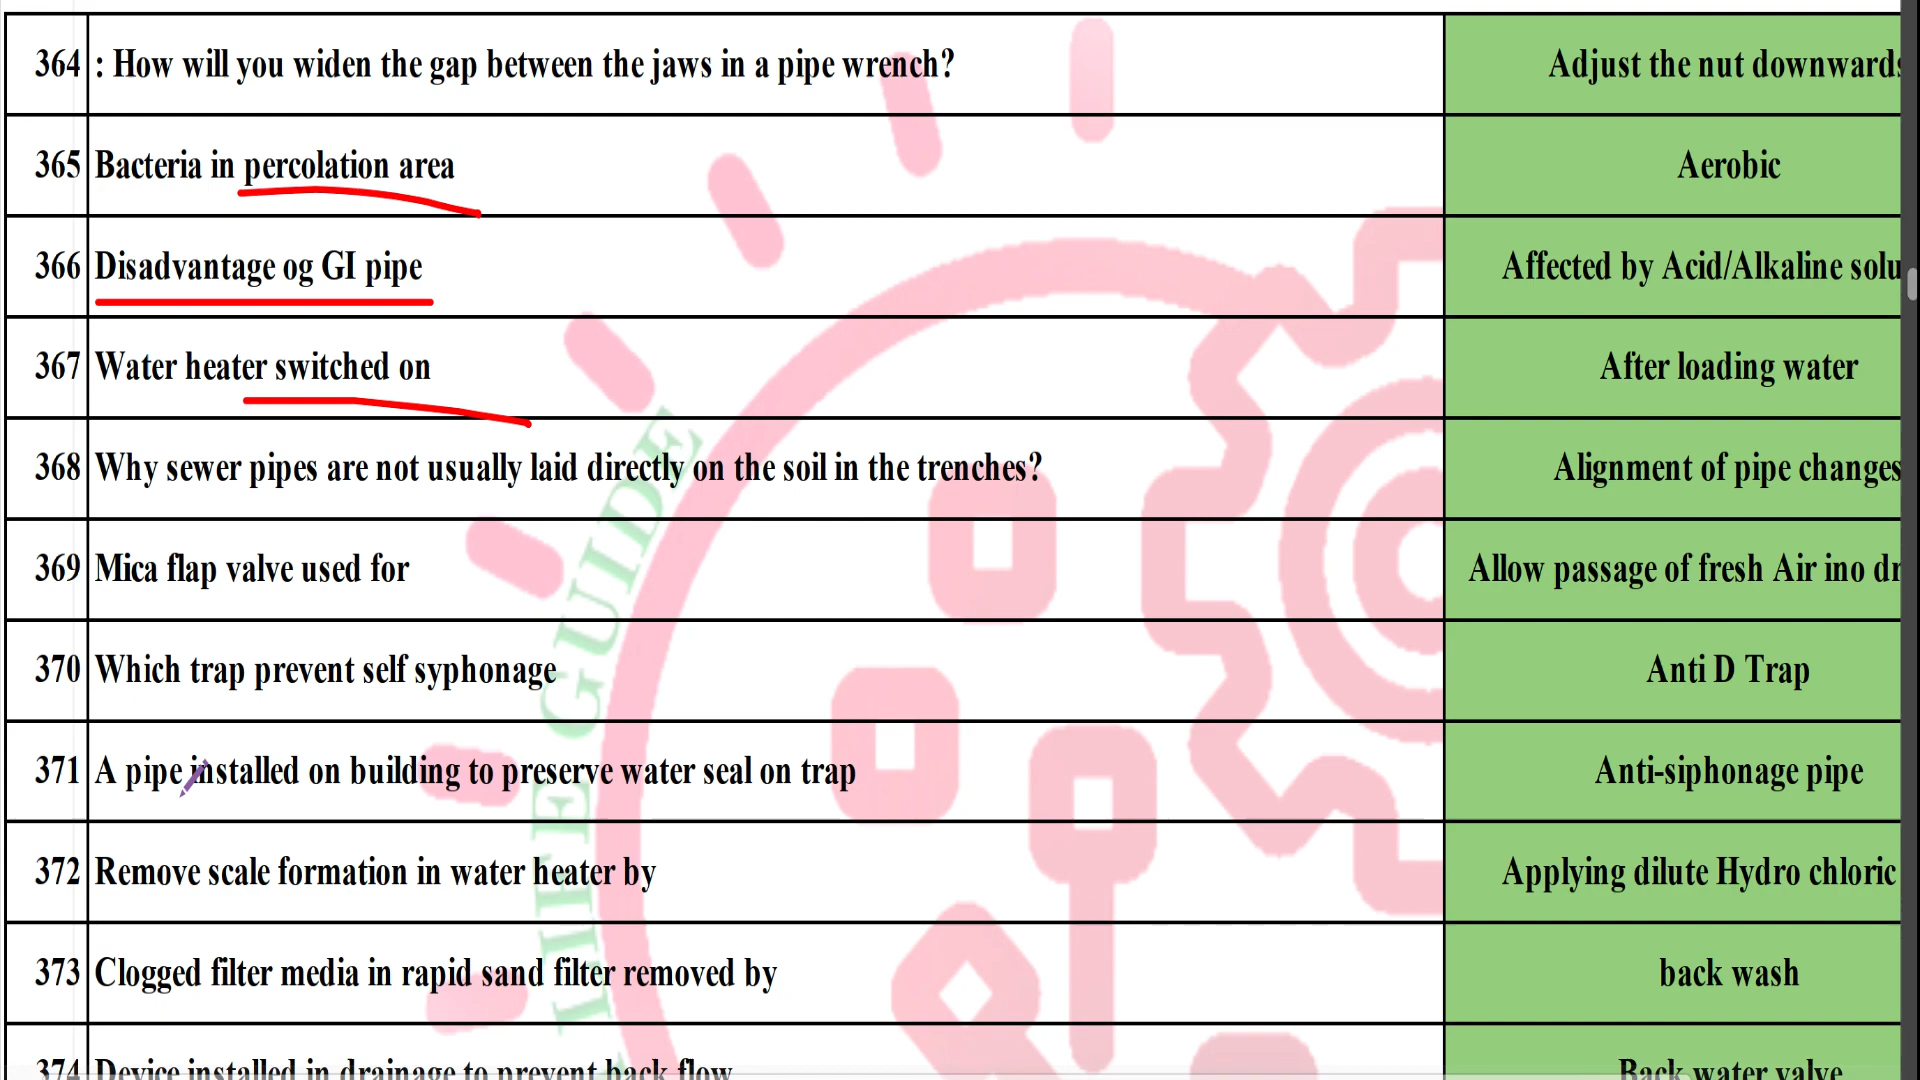 364 : How will you widen the gap between the jaws in a pipe wrench? Adjust the nut downwards
365 Bacteria in percolation area Aerobic
366 Disadvantage og GI pipe Affected by Acid/Alkaline solu
367 Water heater switched on After loading water
368 Why sewer pipes are not usually laid directly on the soil in the trenches? Alignment of pipe changes
369 Mica flap valve used for Allow passage of fresh Air ino dr
370 Which trap prevent self syphonage Anti D Trap
371 A pipe installed on building to preserve water seal on trap Anti-siphonage pipe
372 Remove scale formation in water heater by Applying dilute Hydro chloric
373 Clogged filter media in rapid sand filter removed by back wash
374 Device installed in drainage to prevent back flow Back water valve
GUIDE